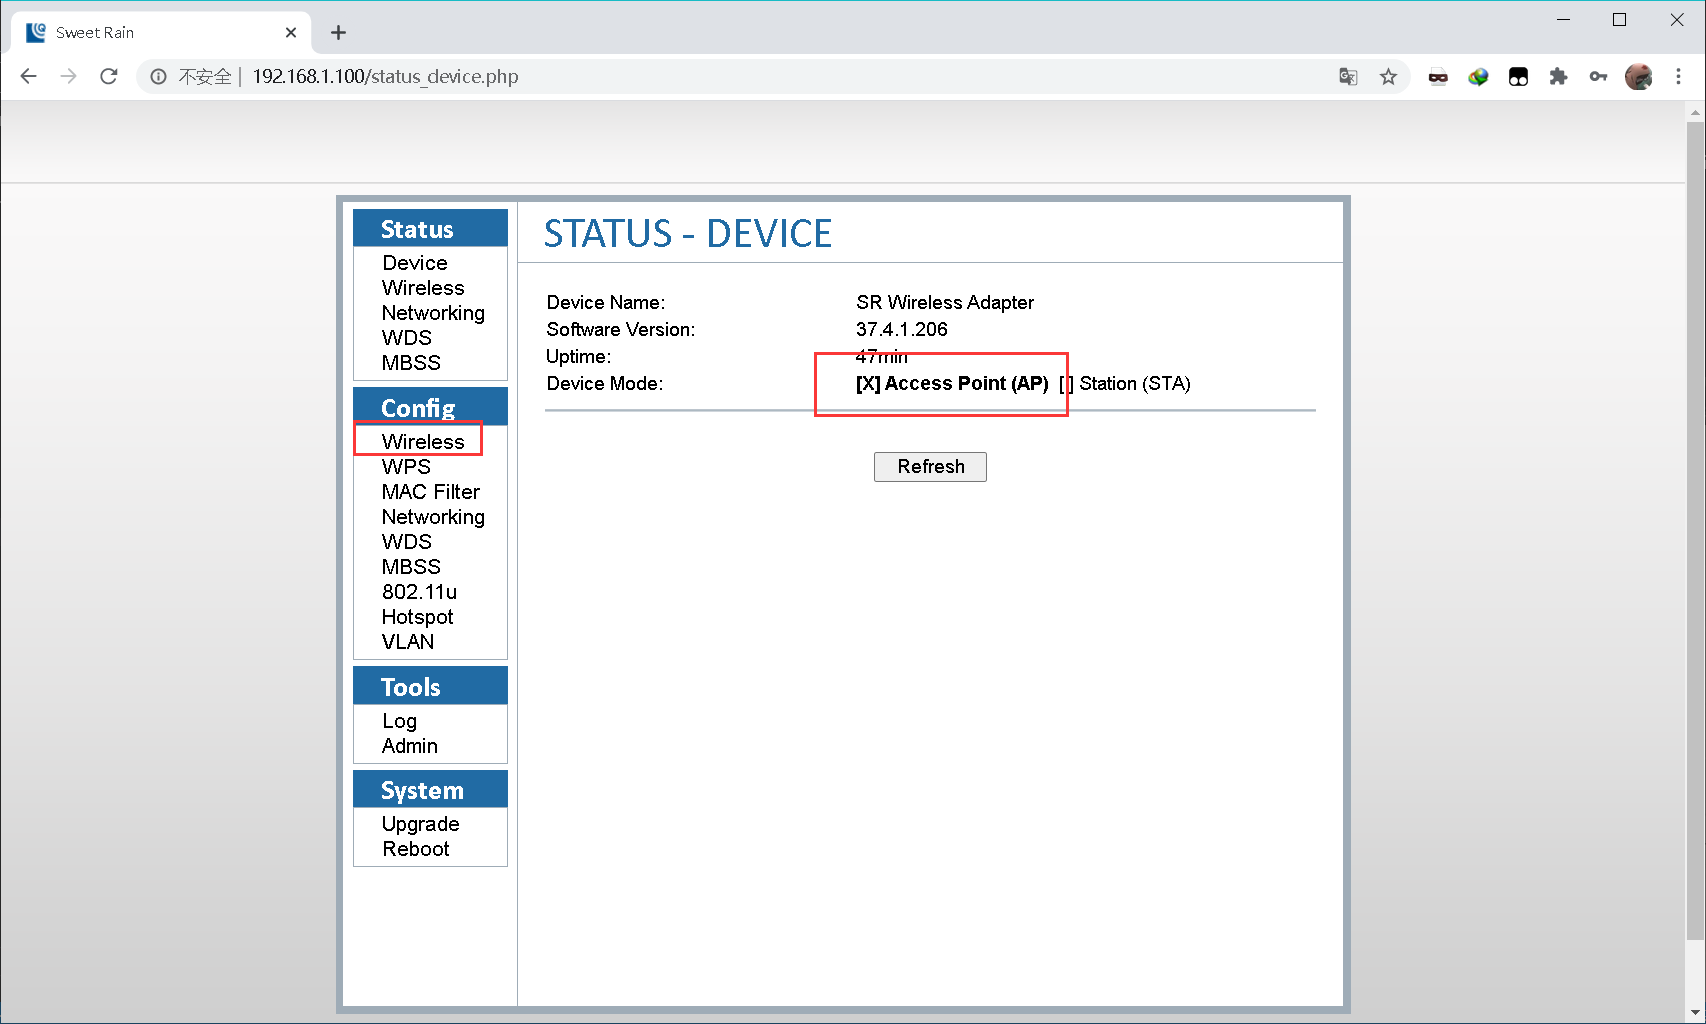 Sweet Rain
不安全 | 192.168.1.100/status_device.php
Status
Device
Wireless
Networking
WDS
MBSS
Config
Wireless
WPS
MAC Filter
Networking
WDS
MBSS
802.11u
Hotspot
VLAN
Tools
Log
Admin
System
Upgrade
Reboot
STATUS - DEVICE
Device Name: SR Wireless Adapter
Software Version: 37.4.1.206
Uptime: 47min
Device Mode: [X] Access Point (AP) [ ] Station (STA)
Refresh